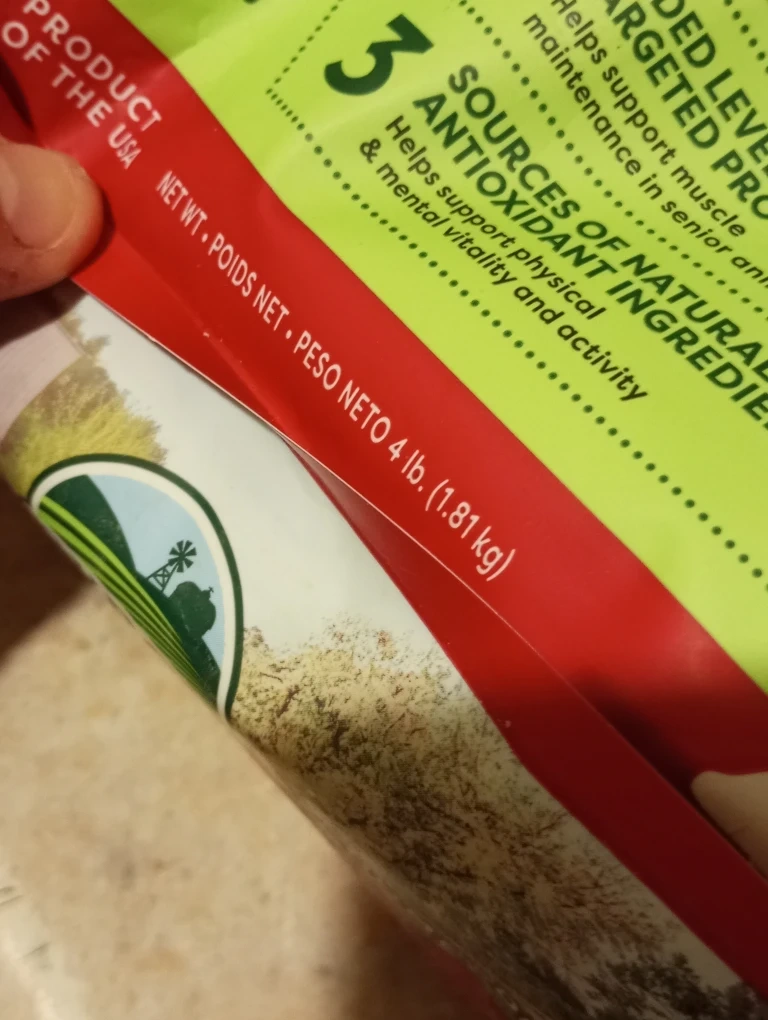 PRODUCT
OF THE USA
NET WT. • POIDS NET • PESO NETO 4 lb. (1.81 kg)
3
SOURCES OF NATURAL
ANTIOXIDANT
Helps support physical
& mental vitality and activity
Helps support muscle
maintenance in senior